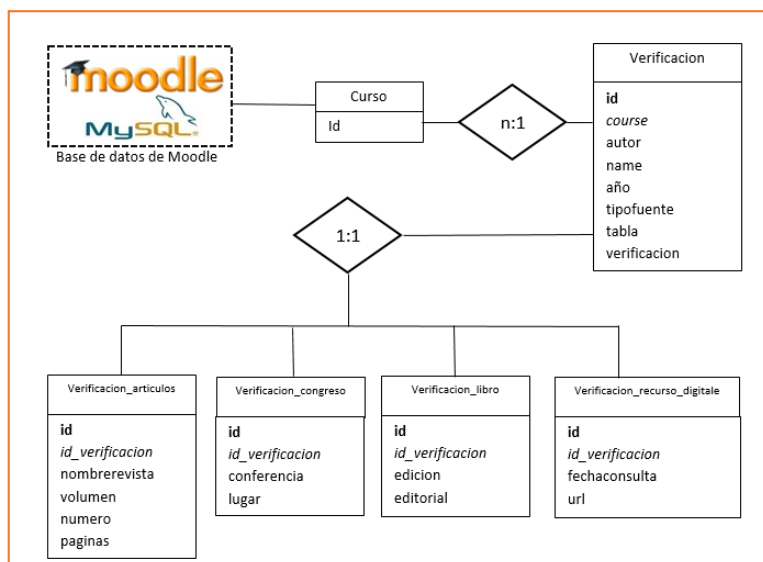 moodle
MySQL®
Base de datos de Moodle
Curso
Id
n:1
Verificacion
id
course
autor
name
año
tipofuente
tabla
verificacion
1:1
Verificacion_articulos
id
id_verificacion
nombrerevista
volumen
numero
paginas
Verificacion_congreso
id
id_verificacion
conferencia
lugar
Verificacion_libro
id
id_verificacion
edicion
editorial
Verificacion_recurso_digitale
id
id_verificacion
fechaconsulta
url